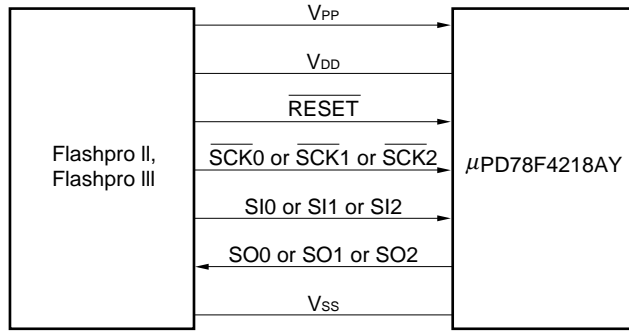 VPP
VDD
RESET
Flashpro II,
Flashpro III
SCK0 or SCK1 or SCK2
μPD78F4218AY
SI0 or SI1 or SI2
SO0 or SO1 or SO2
VSS